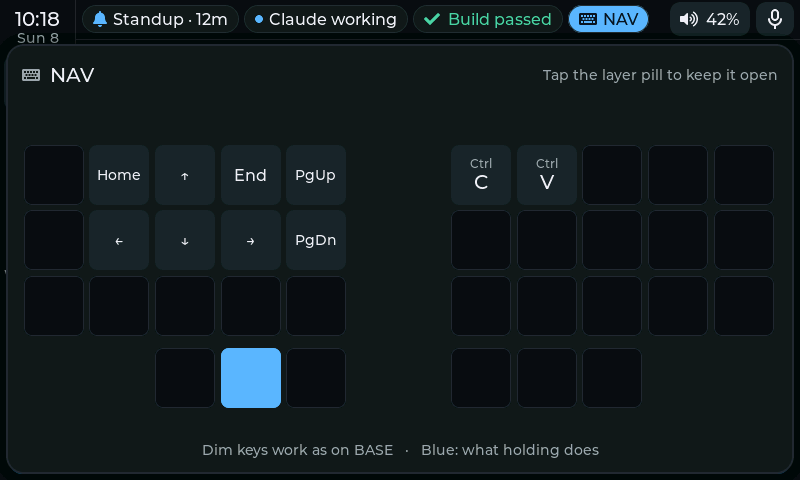 10:18
Sun 8
Standup · 12m
Claude working
Build passed
NAV
42%
NAV
Tap the layer pill to keep it open
Home ↑ End PgUp
Ctrl C Ctrl V
← ↓ → PgDn
Dim keys work as on BASE · Blue: what holding does